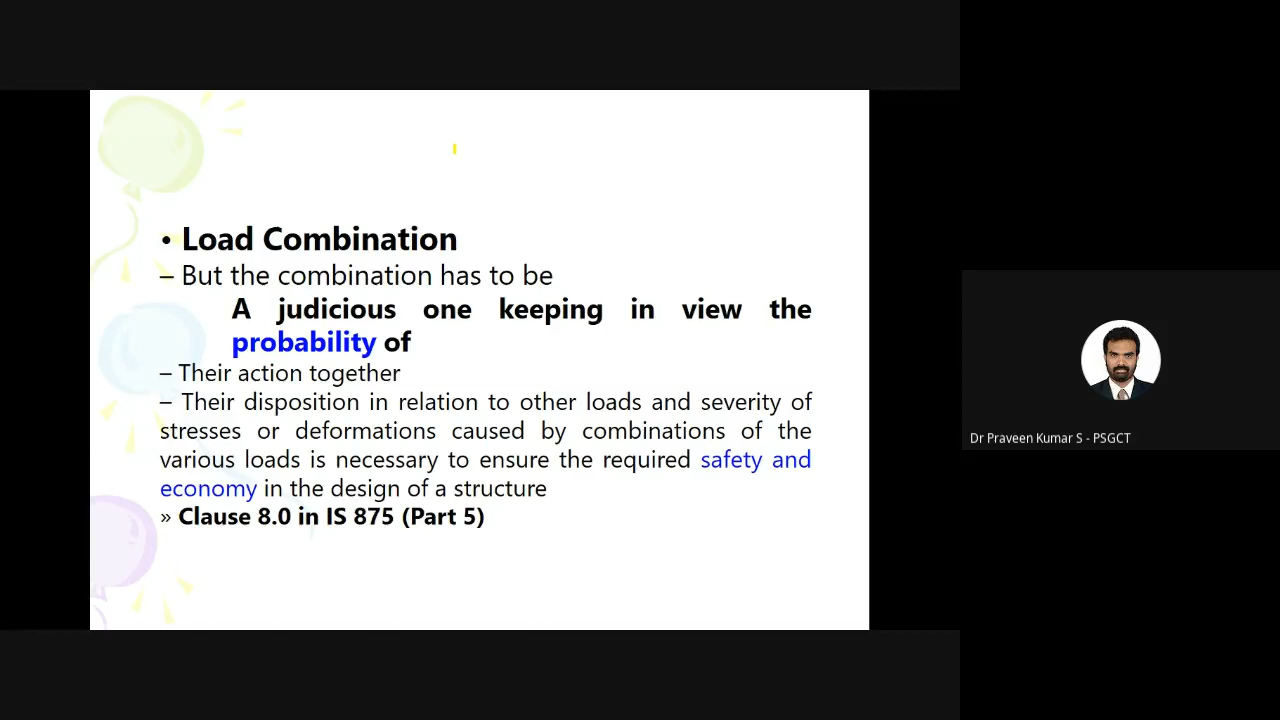 • Load Combination
– But the combination has to be
A judicious one keeping in view the
probability of
– Their action together
– Their disposition in relation to other loads and severity of
stresses or deformations caused by combinations of the
various loads is necessary to ensure the required safety and
economy in the design of a structure
» Clause 8.0 in IS 875 (Part 5)
Dr Praveen Kumar S - PSGCT